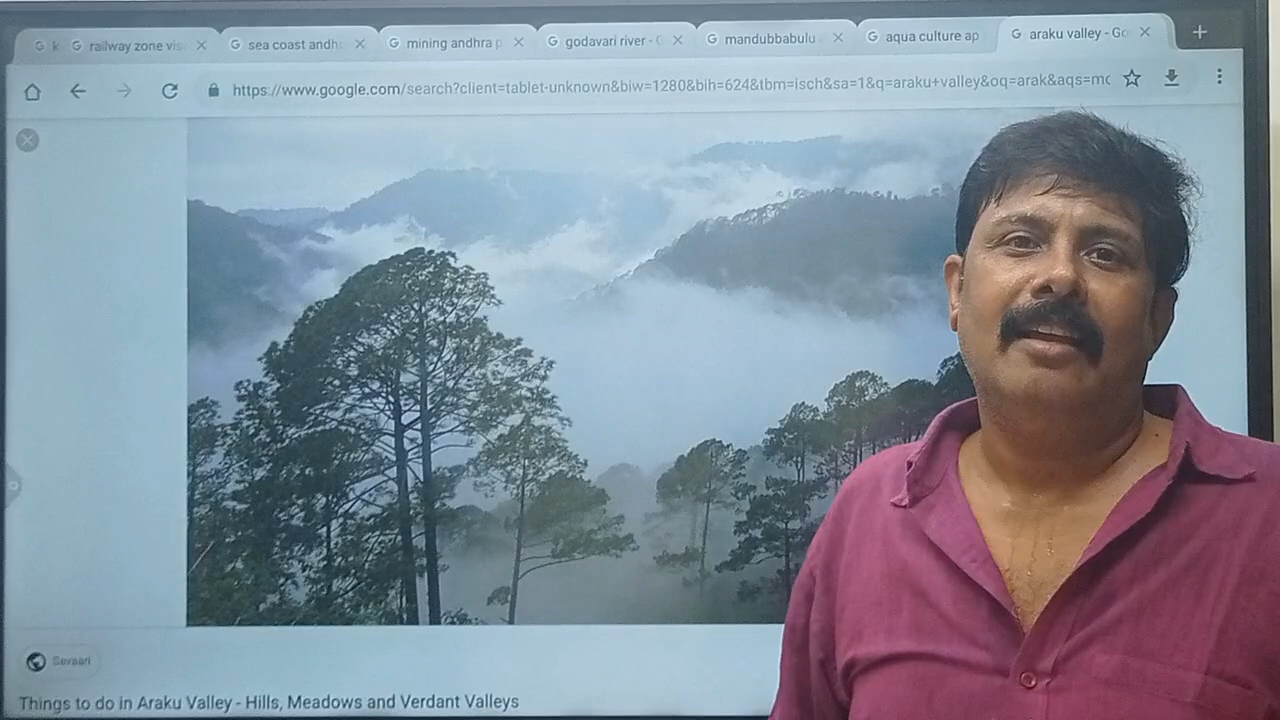 k railway zone vis sea coast andh mining andhra p godavari river - G mandubbabulu aqua culture ap araku valley - Go
https://www.google.com/search?client=tablet-unknown&biw=1280&bih=624&tbm=isch&sa=1&q=araku+valley&oq=arak&aqs=mo
Sevaari
Things to do in Araku Valley - Hills, Meadows and Verdant Valleys